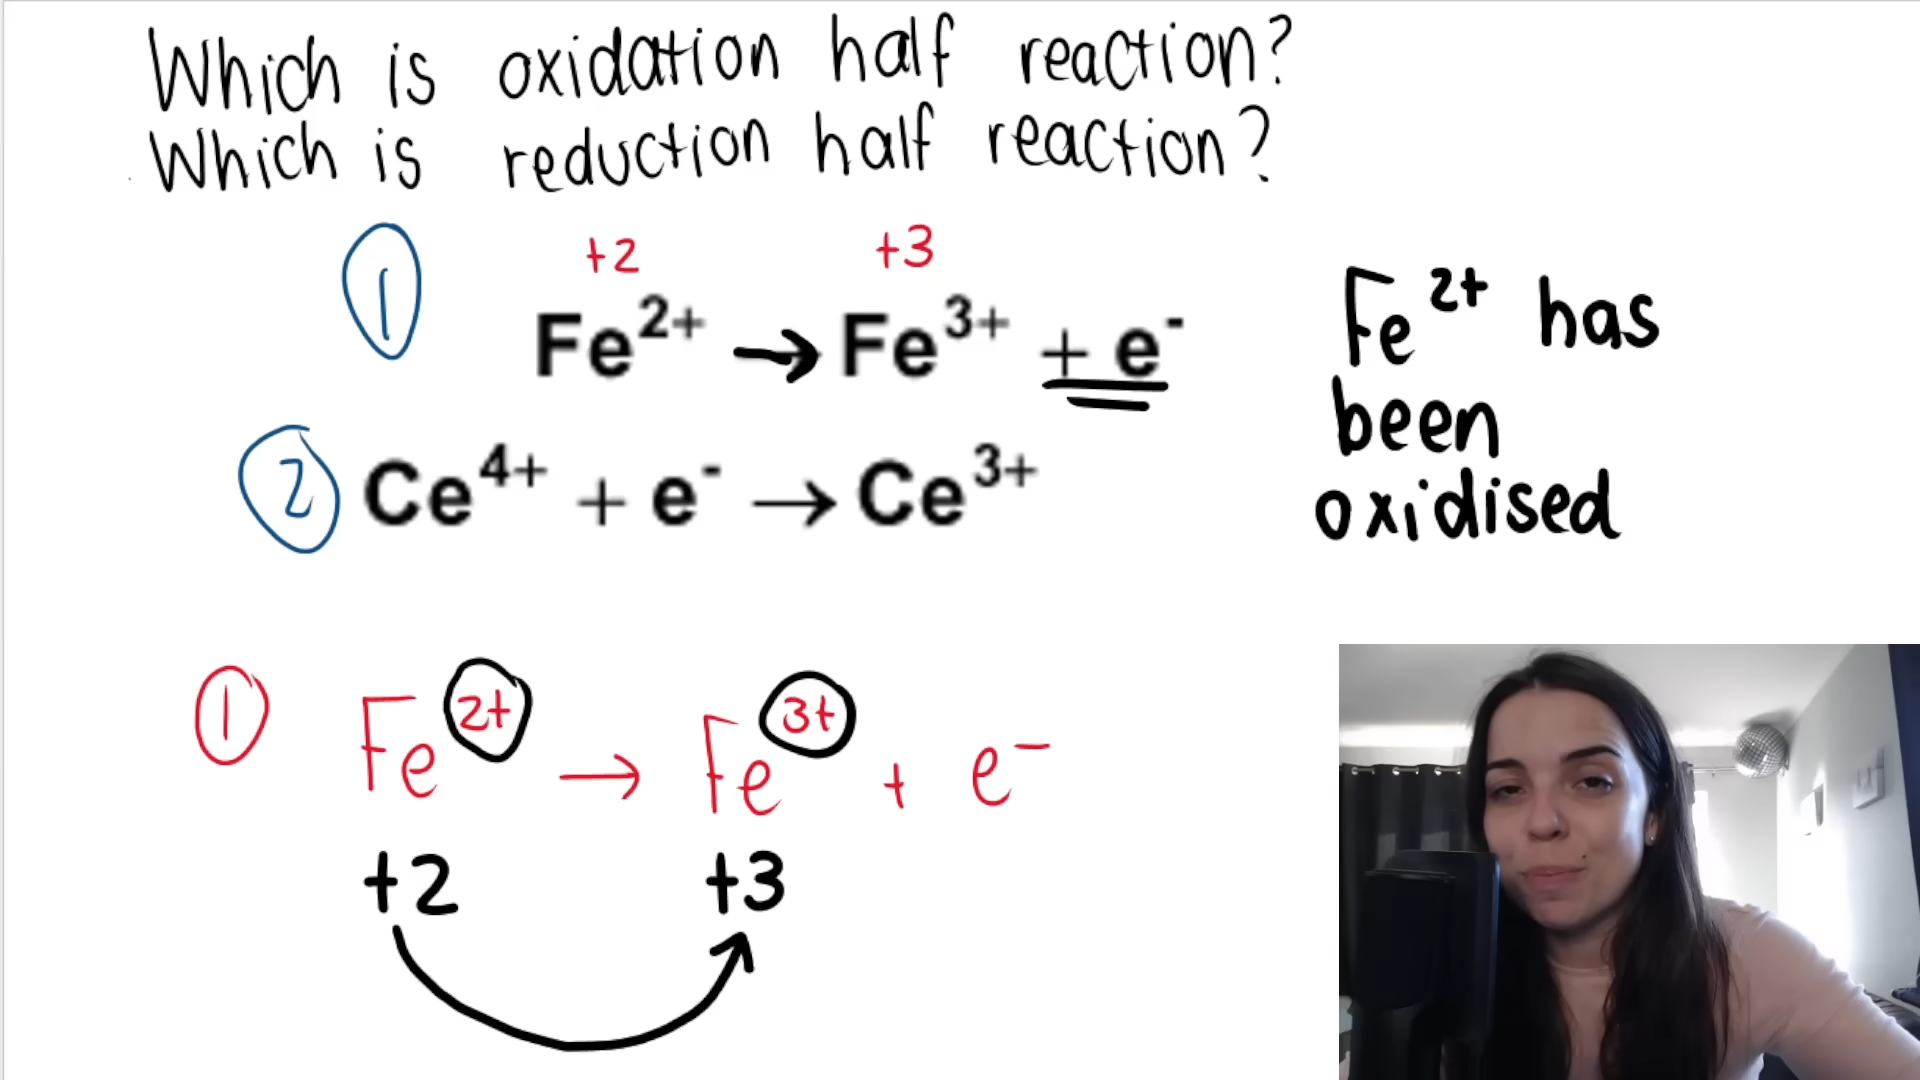 Which is oxidation half reaction?
Which is reduction half reaction?
+2 +3
1 Fe²⁺ → Fe³⁺ + e⁻
2 Ce⁴⁺ + e⁻ → Ce³⁺
Fe²⁺ has
been
oxidised
1 Fe²⁺ → Fe³⁺ + e⁻
+2 +3